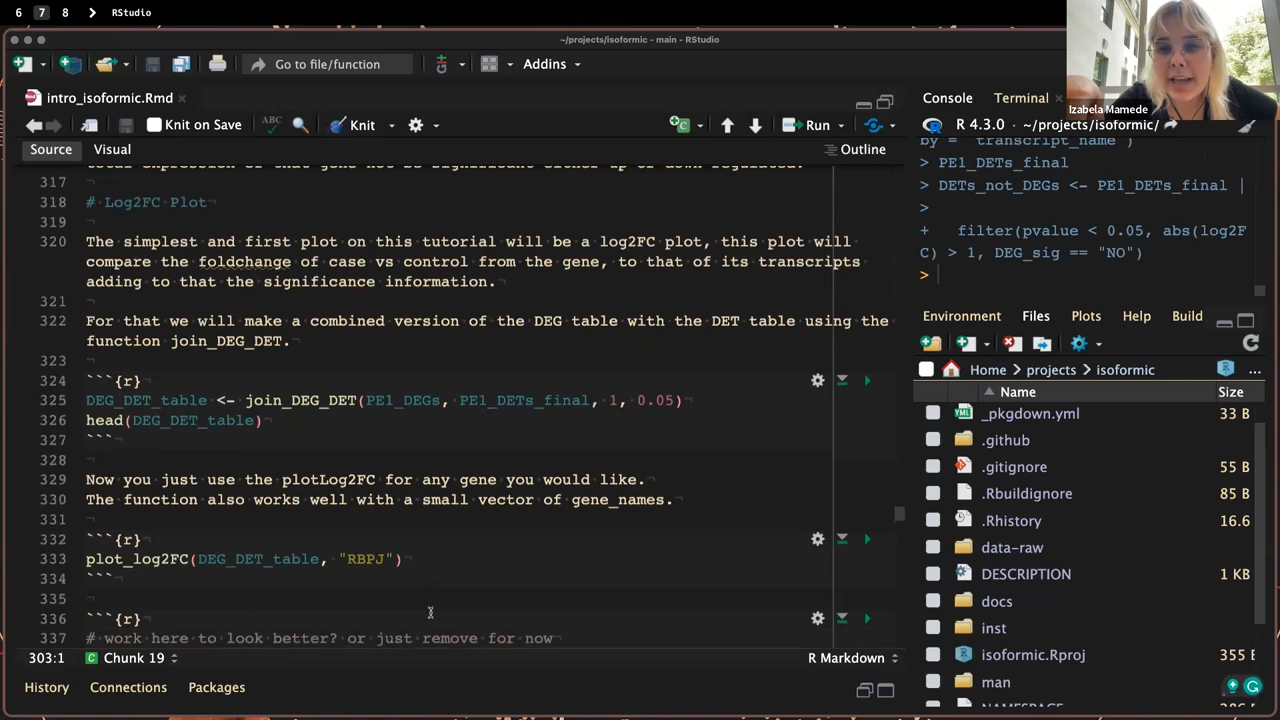 6 7 8 RStudio
~/projects/isoformic - main - RStudio
Go to file/function
Addins
Izabela Mamede
intro_isoformic.Rmd
Knit on Save
ABC
Knit
Run
Source
Visual
Outline
317
318 # Log2FC Plot
319
320 The simplest and first plot on this tutorial will be a log2FC plot, this plot will
compare the foldchange of case vs control from the gene, to that of its transcripts
adding to that the significance information.
321
322 For that we will make a combined version of the DEG table with the DET table using the
function join_DEG_DET.
323
324 ```{r}
325 DEG_DET_table <- join_DEG_DET(PE1_DEGs, PE1_DETs_final, 1, 0.05)
326 head(DEG_DET_table)
327 ```
328
329 Now you just use the plotLog2FC for any gene you would like.
330 The function also works well with a small vector of gene_names.
331
332 ```{r}
333 plot_log2FC(DEG_DET_table, "RBPJ")
334 ```
335
336 ```{r}
337 # work here to look better? or just remove for now
303:1
Chunk 19
R Markdown
History
Connections
Packages
Console
Terminal
R 4.3.0 · ~/projects/isoformic/
by = "transcript_name")
> PE1_DETs_final
> DETs_not_DEGs <- PE1_DETs_final |
>
+ filter(pvalue < 0.05, abs(log2F
C) > 1, DEG_sig == "NO")
>
Environment
Files
Plots
Help
Build
Home
projects
isoformic
...
Name
Size
_pkgdown.yml 33 B
.github
.gitignore 55 B
.Rbuildignore 85 B
.Rhistory 16.6
data-raw
DESCRIPTION 1 KB
docs
inst
isoformic.Rproj 355 B
man